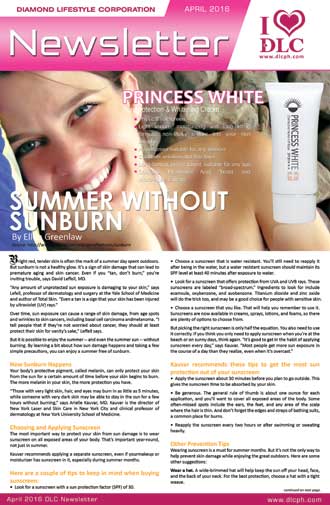 DIAMOND LIFESTYLE CORPORATION
APRIL 2016
I
DLC
www.dlcph.com
Newsletter
PRINCESS WHITE
Protection & Whitening Cream
PRINCESS WHITE
SUMMER WITHOUT
SUNBURN
By Ellen Greenlaw
Bright red, tender skin is often the mark of a summer day spent outdoors.
But sunburn is not a healthy glow. It's a sign of skin damage that can lead to
premature aging and skin cancer. Even if you "tan, don't burn," you're
inviting trouble, says David Leffell, MD.
"Any amount of unprotected sun exposure is damaging to your skin," says
Leffell, professor of dermatology and surgery at the Yale School of Medicine
and author of Total Skin. "Even a tan is a sign that your skin has been injured
by ultraviolet (UV) rays."
Over time, sun exposure can cause a range of skin damage, from age spots
and wrinkles to skin cancers, including basal cell carcinoma and melanoma. "I
tell people that if they're not worried about cancer, they should at least
protect their skin for vanity's sake," Leffell says.
But it is possible to enjoy the summer -- and even the summer sun -- without
burning. By learning a bit about how sun damage happens and taking a few
simple precautions, you can enjoy a summer free of sunburn.
How Sunburn Happens
Your body's protective pigment, called melanin, can only protect your skin
from the sun for a certain amount of time before your skin begins to burn.
The more melanin in your skin, the more protection you have.
"Those with very light skin, hair, and eyes may burn in as little as 5 minutes,
while someone with very dark skin may be able to stay in the sun for a few
hours without burning," says Arielle Kauvar, MD. Kauvar is the director of
New York Laser and Skin Care in New York City and clinical professor of
dermatology at New York University School of Medicine.
Choosing and Applying Sunscreen
The most important way to protect your skin from sun damage is to wear
sunscreen on all exposed areas of your body. That's important year-round,
not just in summer.
Kauvar recommends applying a separate sunscreen, even if your makeup or
moisturizer has sunscreen in it, especially during summer months.
Here are a couple of tips to keep in mind when buying
sunscreen:
• Look for a sunscreen with a sun protection factor (SPF) of 30.
• Choose a sunscreen that is water resistant. You'll still need to reapply it
after being in the water, but a water resistant sunscreen should maintain its
SPF level at least 40 minutes after exposure to water.
• Look for a sunscreen that offers protection from UVA and UVB rays. These
sunscreens are labeled "broad-spectrum." Ingredients to look for include
ecamsule, oxybenzone, and avobenzone. Titanium dioxide and zinc oxide
will do the trick too, and may be a good choice for people with sensitive skin.
• Choose a sunscreen that you like. That will help you remember to use it.
Sunscreens are now available in creams, sprays, lotions, and foams, so there
are plenty of options to choose from.
But picking the right sunscreen is only half the equation. You also need to use
it correctly if you think you only need to apply sunscreen when you're at the
beach or on sunny days, think again. "It's good to get in the habit of applying
sunscreen every day," says Kauvar. "Most people get more sun exposure in
the course of a day than they realize, even when it's overcast."
Kauvar recommends these tips to get the most sun
protection out of your sunscreen:
• Apply the sunscreen about 30 minutes before you plan to go outside. This
gives the sunscreen time to be absorbed by your skin.
• Be generous. The general rule of thumb is about one ounce for each
application, and you'll want to cover all exposed areas of the body. Some
often-missed spots include the ears, the feet, and any area of the scalp
where the hair is thin. And don't forget the edges and straps of bathing suits,
a common place for burns.
• Reapply the sunscreen every two hours or after swimming or sweating
heavily.
Other Prevention Tips
Wearing sunscreen is a must for summer months. But it's not the only way to
help prevent skin damage while enjoying the great outdoors. Here are some
other suggestions:
Wear a hat. A wide-brimmed hat will help keep the sun off your head, face,
and the back of your neck. For the best protection, choose a hat with a tight
weave.
continued on next page
April 2016 DLC Newsletter
www.dlcph.com